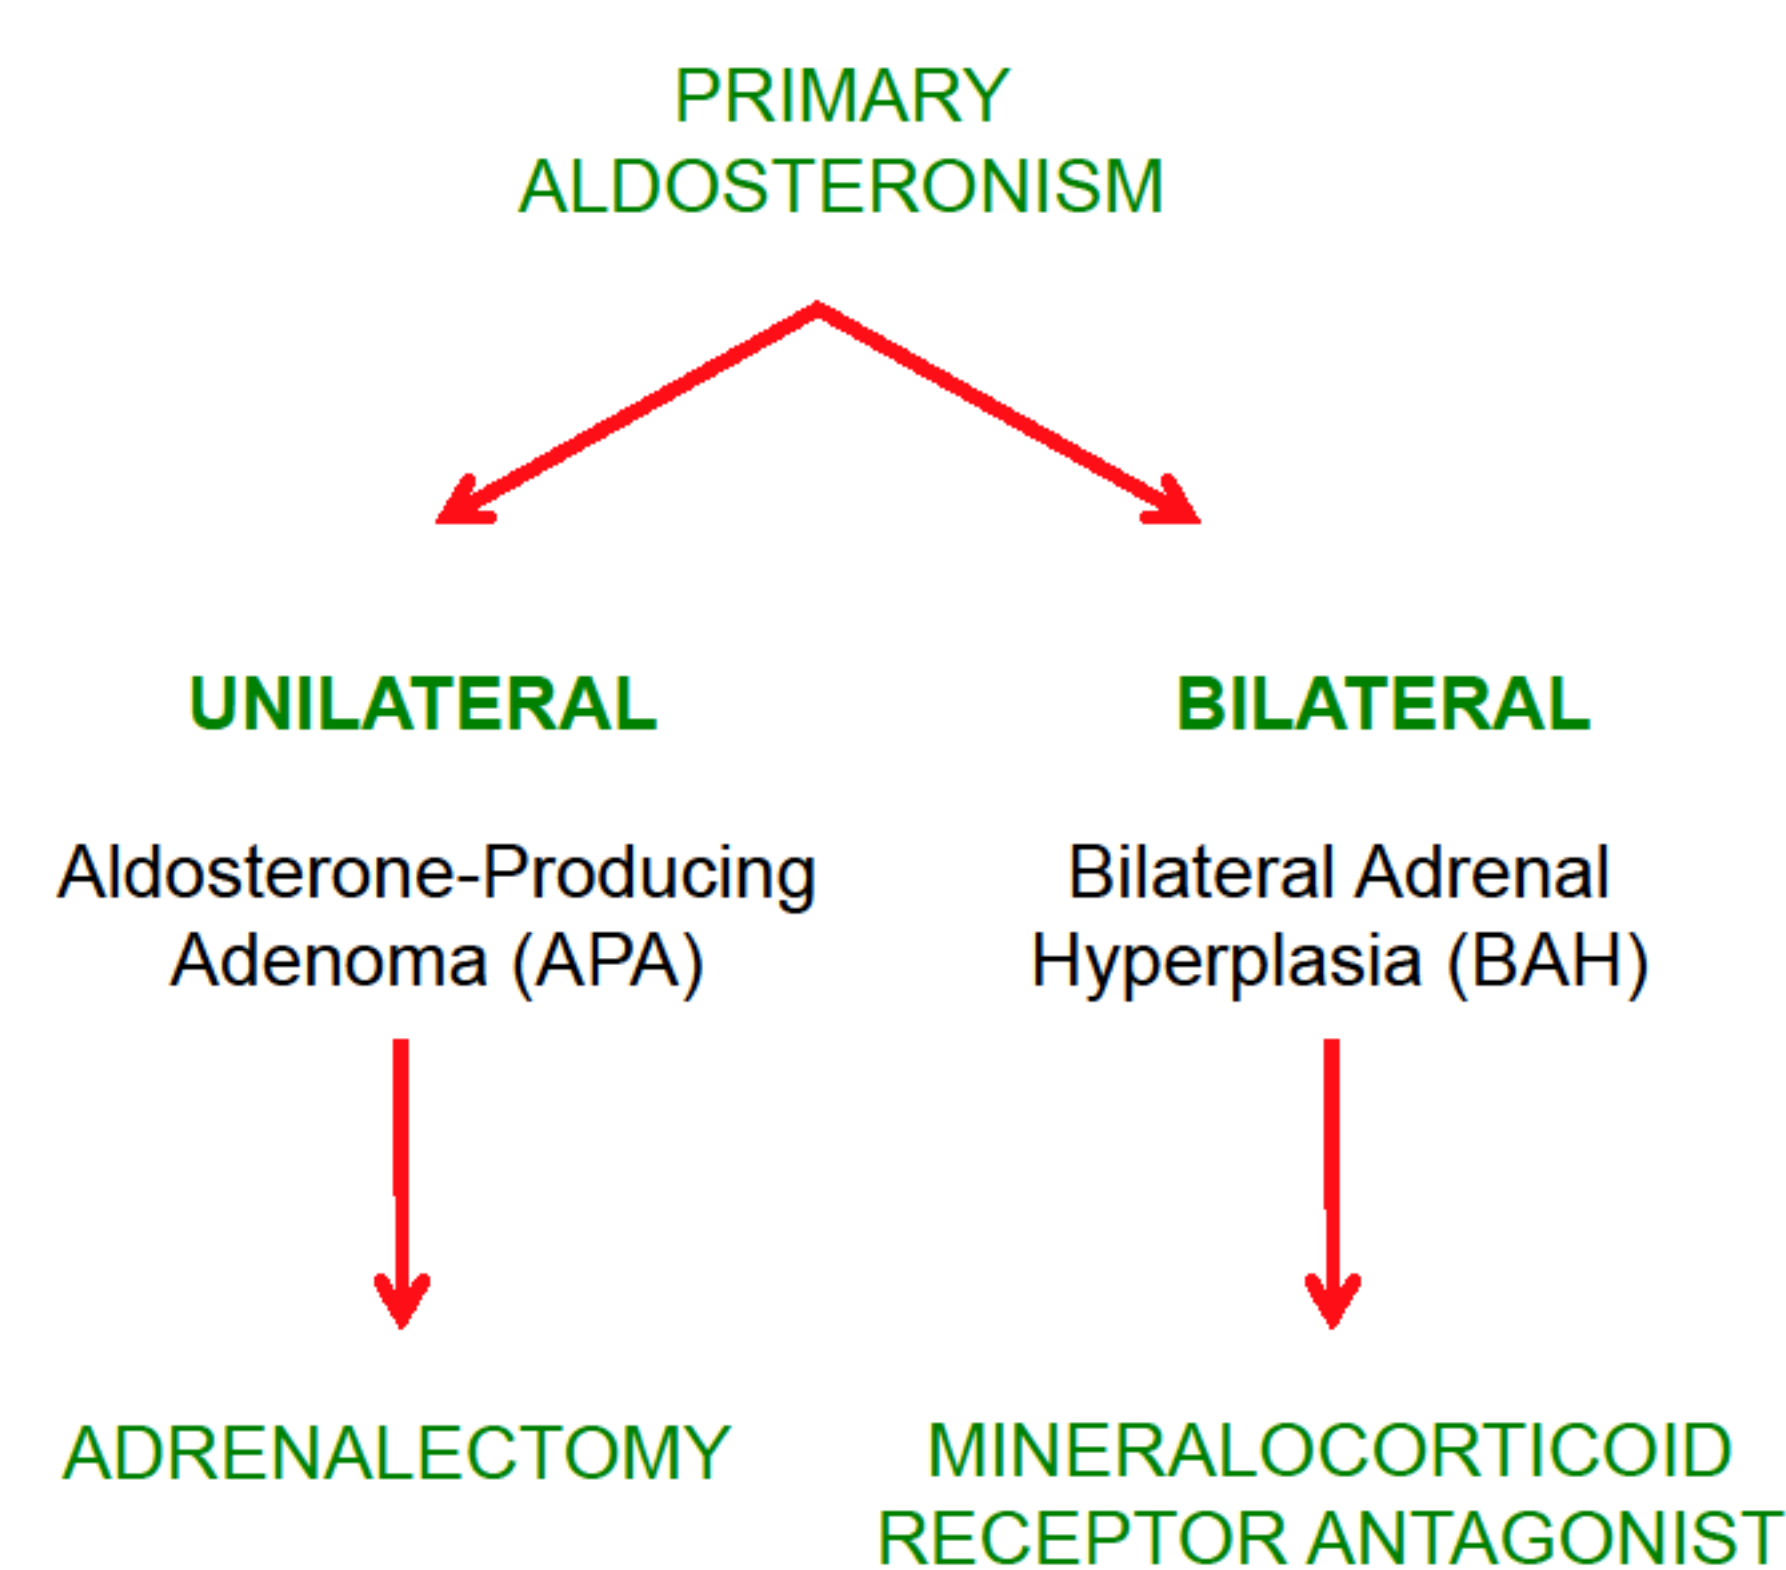 PRIMARY
ALDOSTERONISM
UNILATERAL
BILATERAL
Aldosterone-Producing
Adenoma (APA)
Bilateral Adrenal
Hyperplasia (BAH)
ADRENALECTOMY
MINERALOCORTICOID
RECEPTOR ANTAGONIST